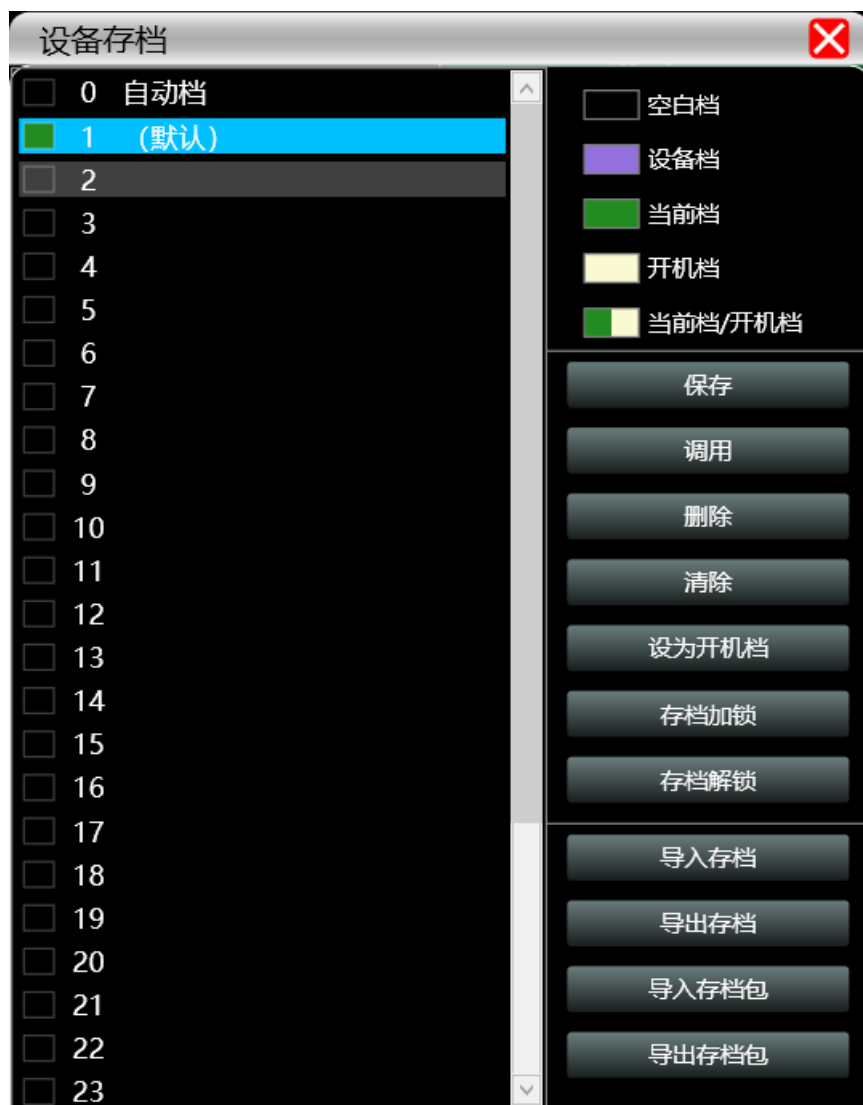 设备存档
0 自动档
1 (默认)
2
3
4
5
6
7
8
9
10
11
12
13
14
15
16
17
18
19
20
21
22
23
空白档
设备档
当前档
开机档
当前档/开机档
保存
调用
删除
清除
设为开机档
存档加锁
存档解锁
导入存档
导出存档
导入存档包
导出存档包